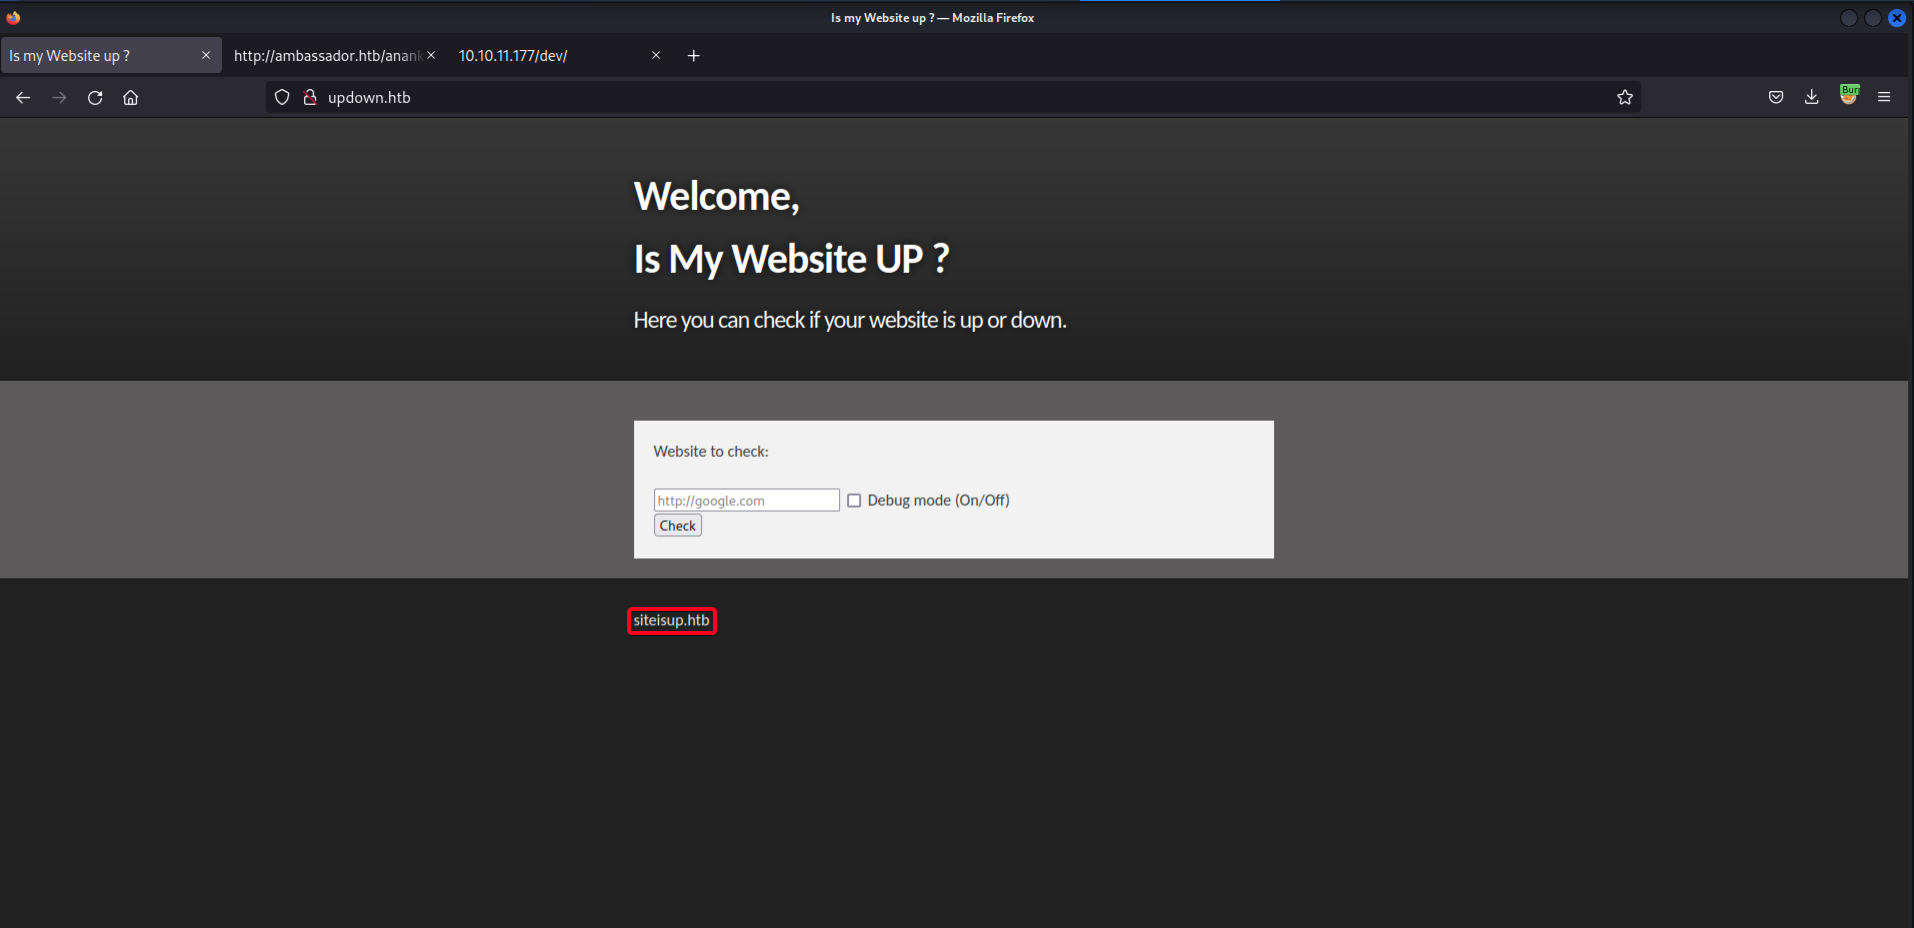 Is my Website up ? — Mozilla Firefox
Is my Website up ?
http://ambassador.htb/anank
10.10.11.177/dev/
updown.htb
Welcome,
Is My Website UP ?
Here you can check if your website is up or down.
Website to check:
http://google.com
Debug mode (On/Off)
Check
siteisup.htb